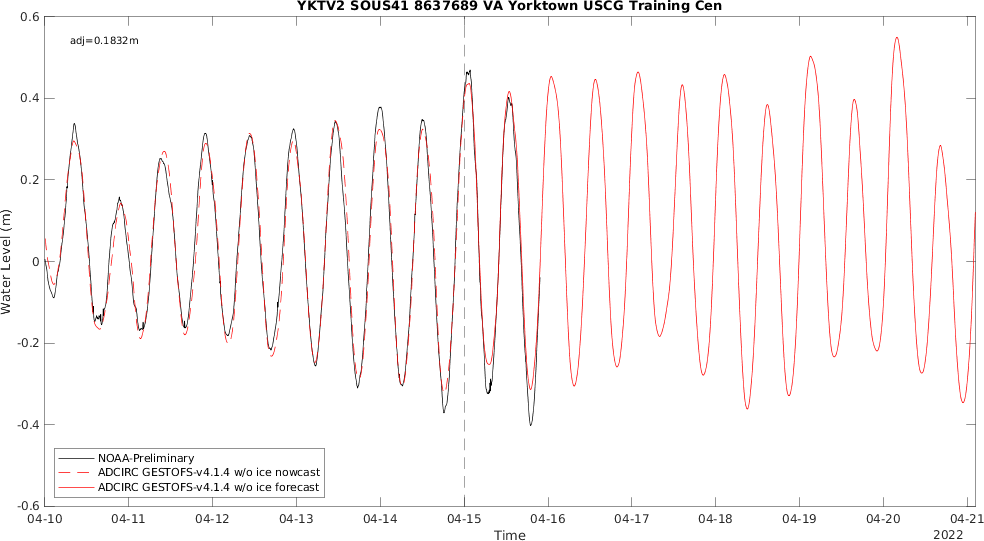 YKTV2 SOUS41 8637689 VA Yorktown USCG Training Cen
adj=0.1832m
0.6
0.4
0.2
0
-0.2
-0.4
-0.6
Water Level (m)
NOAA-Preliminary
ADCIRC GESTOFS-v4.1.4 w/o ice nowcast
ADCIRC GESTOFS-v4.1.4 w/o ice forecast
04-10 04-11 04-12 04-13 04-14 04-15 04-16 04-17 04-18 04-19 04-20 04-21
Time
2022